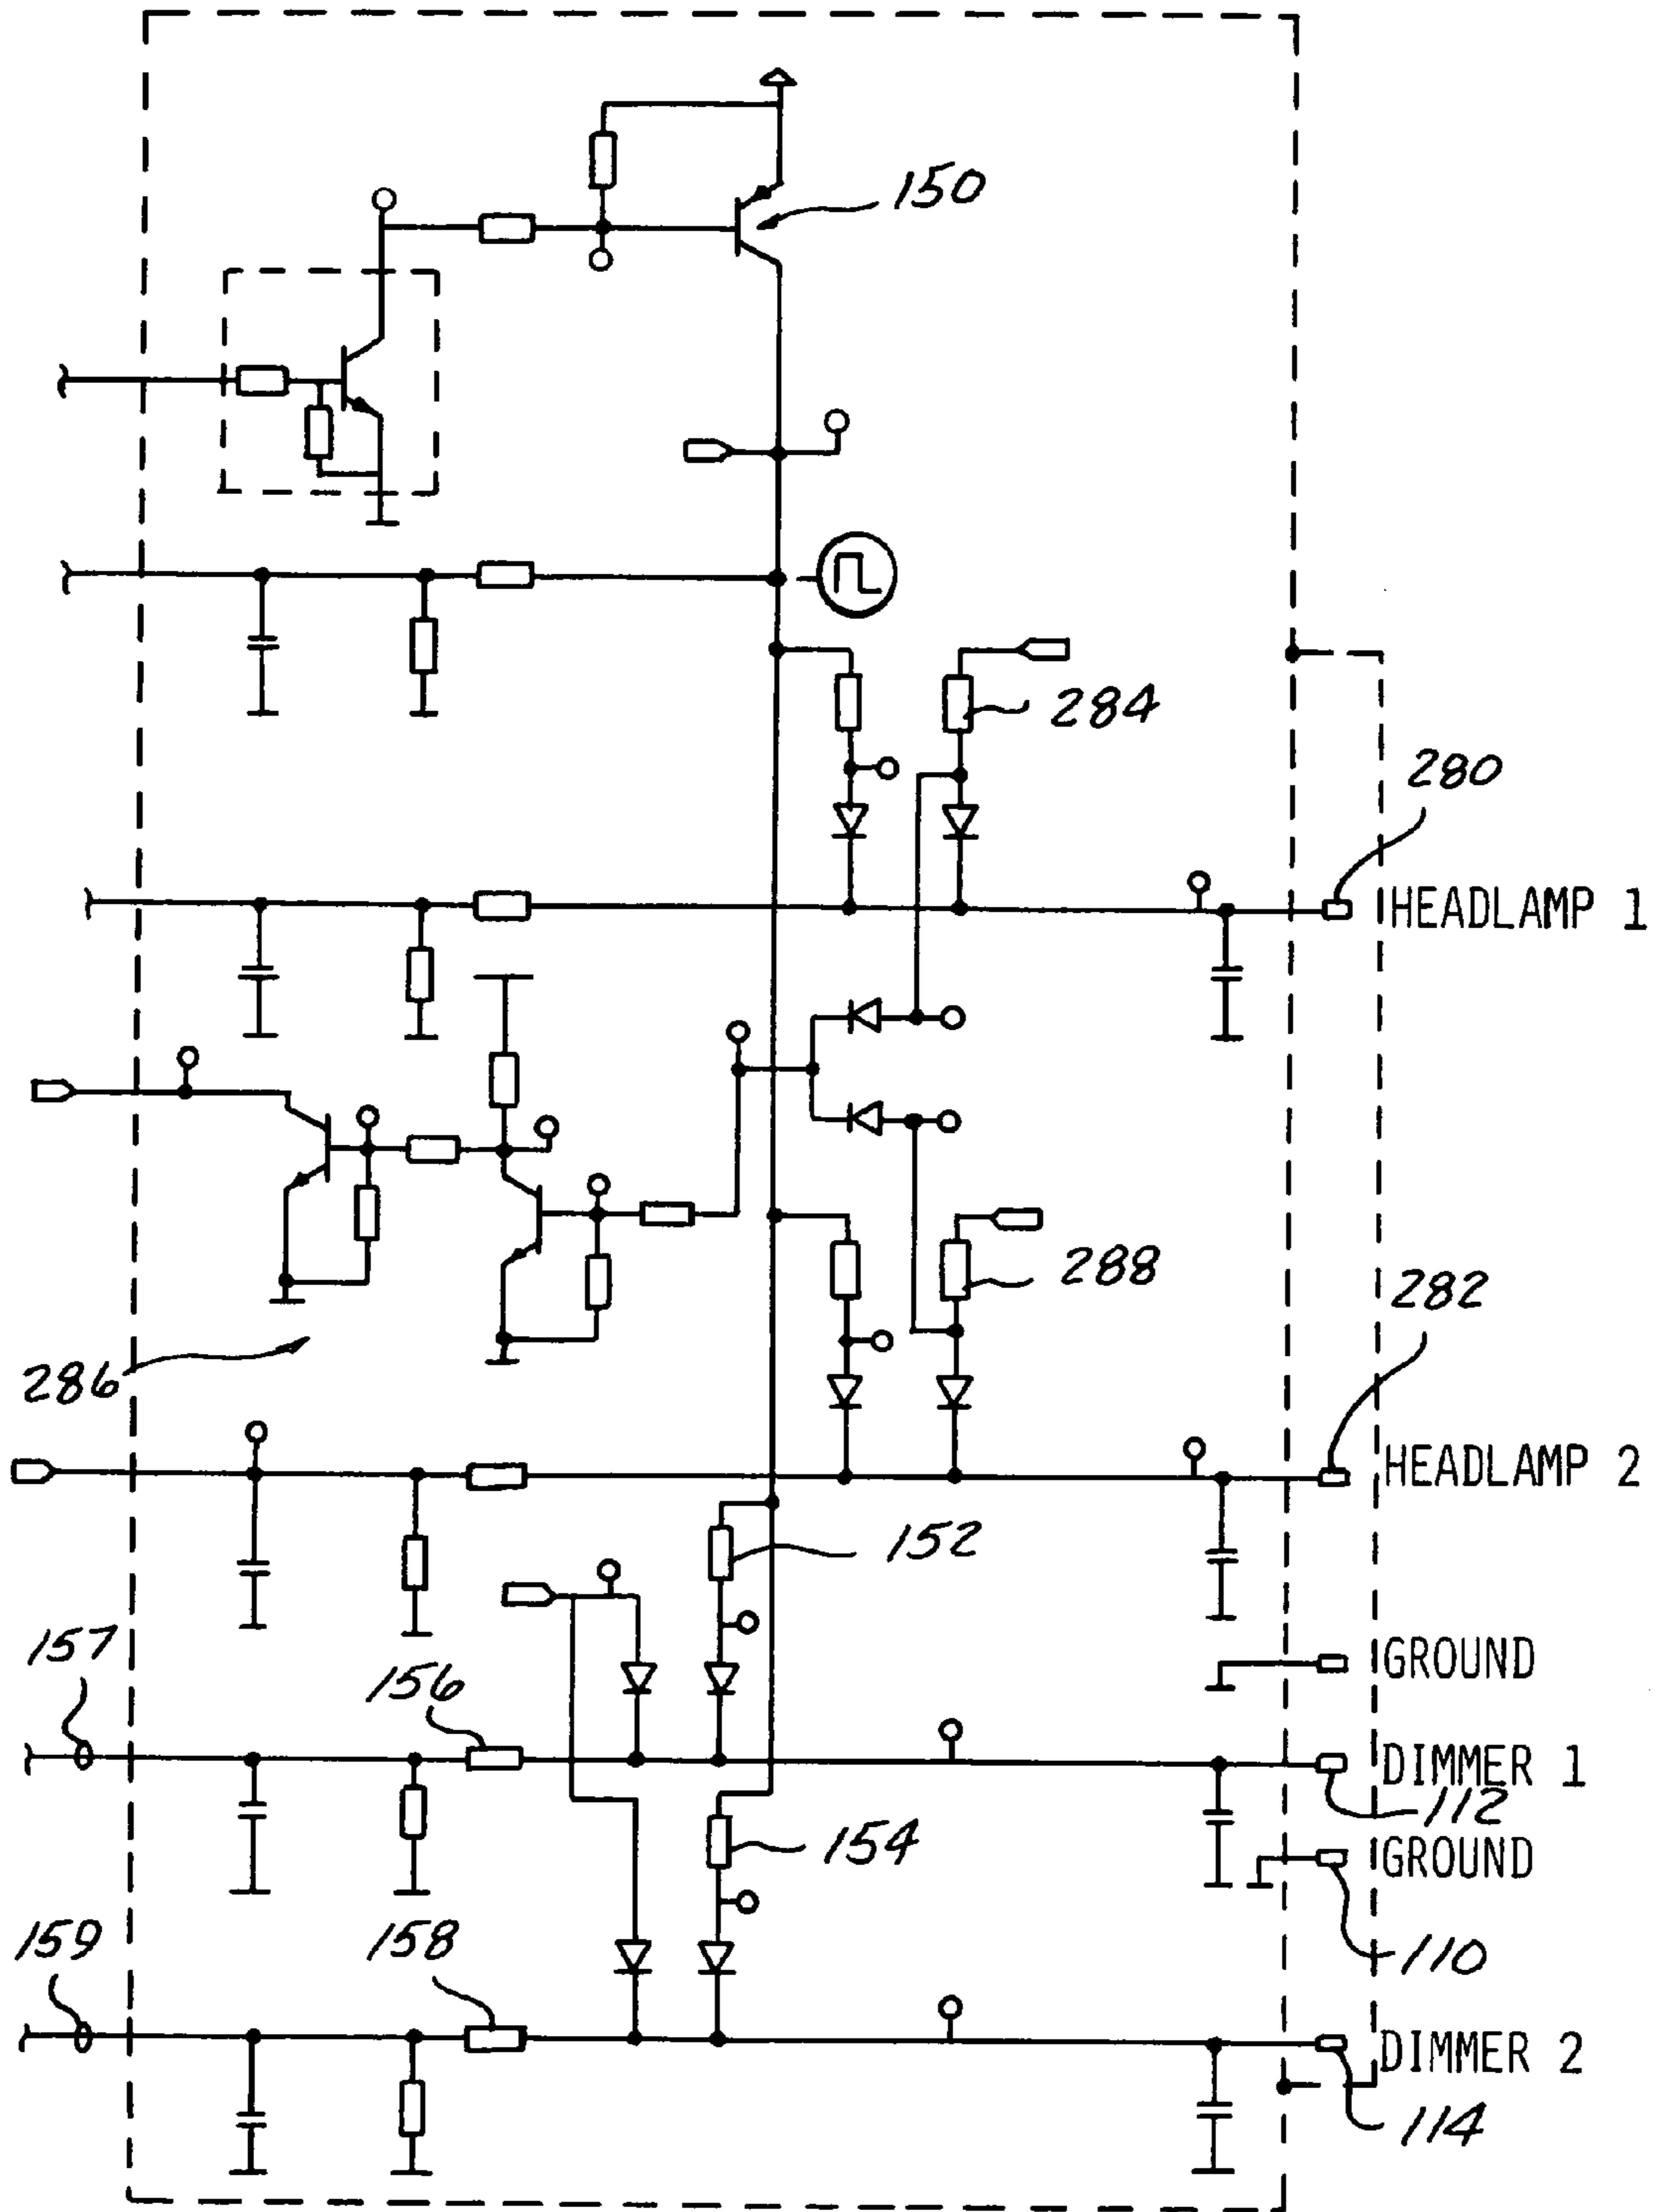 150
284
280
HEADLAMP 1
286
288
282
HEADLAMP 2
152
157
GROUND
156
DIMMER 1
112
154
GROUND
159
158
110
DIMMER 2
114